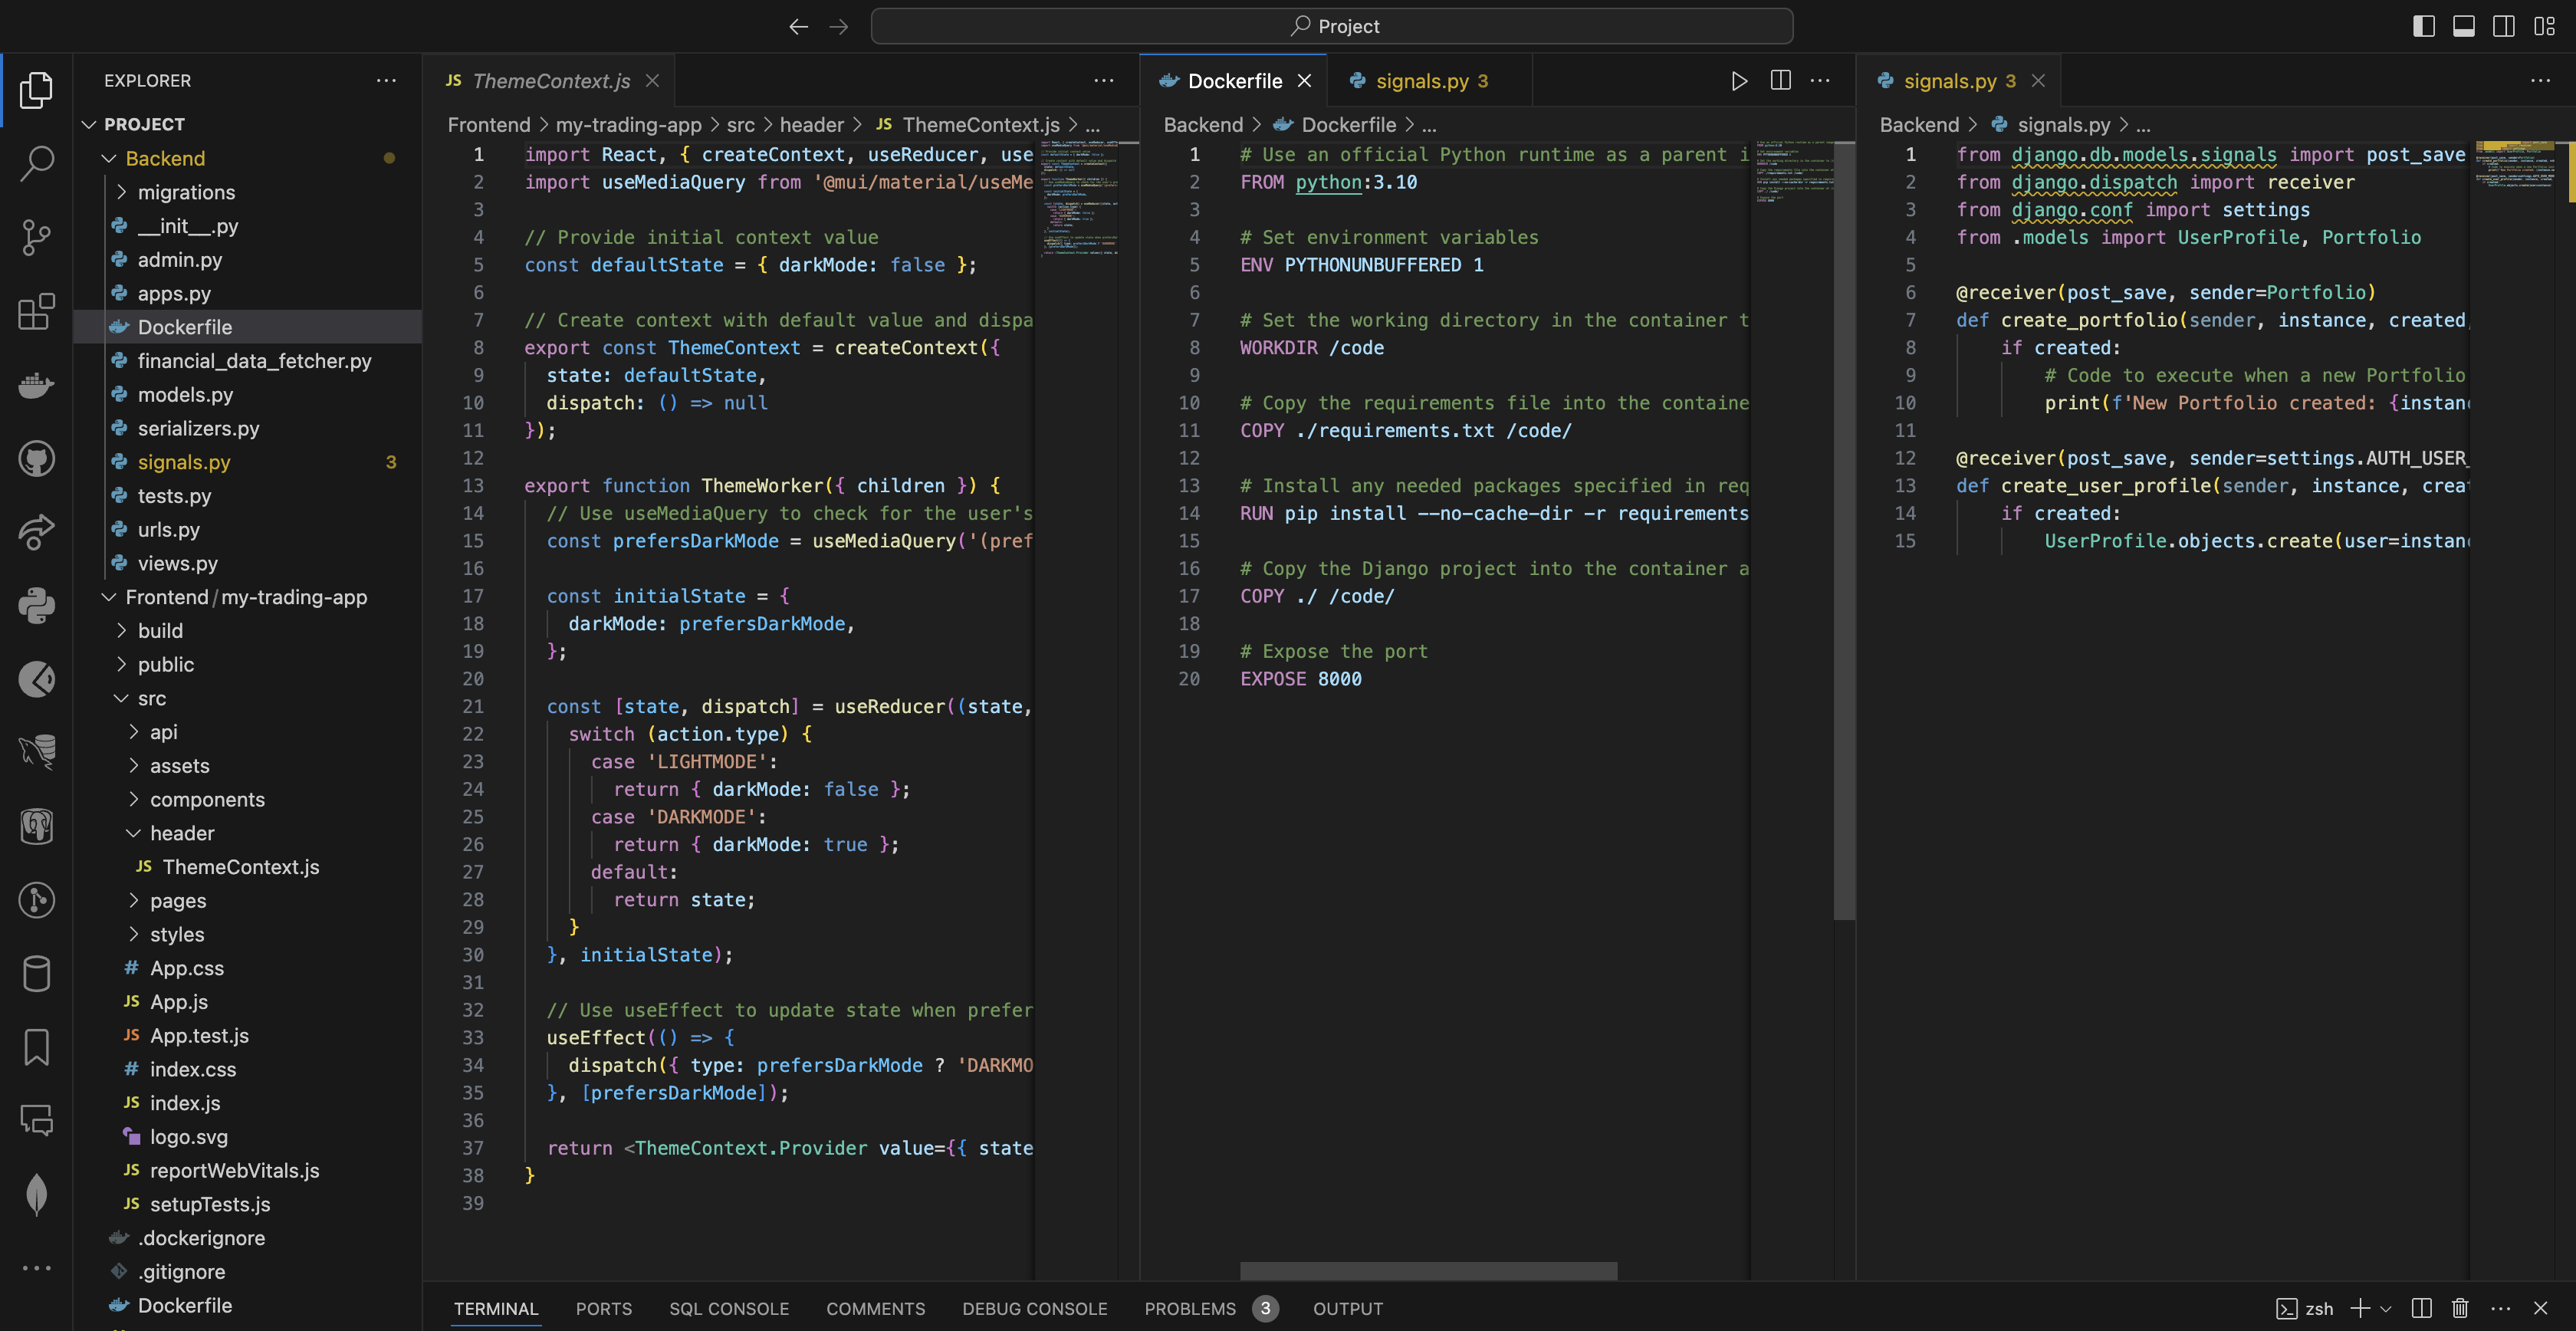 Project
EXPLORER
PROJECT
Backend
migrations
__init__.py
admin.py
apps.py
Dockerfile
financial_data_fetcher.py
models.py
serializers.py
signals.py 3
tests.py
urls.py
views.py
Frontend/my-trading-app
build
public
src
api
assets
components
header
JS ThemeContext.js
pages
styles
# App.css
JS App.js
JS App.test.js
# index.css
JS index.js
logo.svg
JS reportWebVitals.js
JS setupTests.js
.dockerignore
.gitignore
Dockerfile
JS ThemeContext.js
Frontend > my-trading-app > src > header > JS ThemeContext.js > ...
1 import React, { createContext, useReducer, use
2 import useMediaQuery from '@mui/material/useMe
3
4 // Provide initial context value
5 const defaultState = { darkMode: false };
6
7 // Create context with default value and dispa
8 export const ThemeContext = createContext({
9 state: defaultState,
10 dispatch: () => null
11 });
12
13 export function ThemeWorker({ children }) {
14 // Use useMediaQuery to check for the user's
15 const prefersDarkMode = useMediaQuery('(pref
16
17 const initialState = {
18 darkMode: prefersDarkMode,
19 };
20
21 const [state, dispatch] = useReducer((state,
22 switch (action.type) {
23 case 'LIGHTMODE':
24 return { darkMode: false };
25 case 'DARKMODE':
26 return { darkMode: true };
27 default:
28 return state;
29 }
30 }, initialState);
31
32 // Use useEffect to update state when prefer
33 useEffect(() => {
34 dispatch({ type: prefersDarkMode ? 'DARKMO
35 }, [prefersDarkMode]);
36
37 return <ThemeContext.Provider value={{ state
38 }
39
Dockerfile
signals.py 3
Backend > Dockerfile > ...
1 # Use an official Python runtime as a parent i
2 FROM python:3.10
3
4 # Set environment variables
5 ENV PYTHONUNBUFFERED 1
6
7 # Set the working directory in the container t
8 WORKDIR /code
9
10 # Copy the requirements file into the containe
11 COPY ./requirements.txt /code/
12
13 # Install any needed packages specified in req
14 RUN pip install --no-cache-dir -r requirements
15
16 # Copy the Django project into the container a
17 COPY ./ /code/
18
19 # Expose the port
20 EXPOSE 8000
signals.py 3
Backend > signals.py > ...
1 from django.db.models.signals import post_save
2 from django.dispatch import receiver
3 from django.conf import settings
4 from .models import UserProfile, Portfolio
5
6 @receiver(post_save, sender=Portfolio)
7 def create_portfolio(sender, instance, created,
8 if created:
9 # Code to execute when a new Portfolio
10 print(f'New Portfolio created: {instan
11
12 @receiver(post_save, sender=settings.AUTH_USER_
13 def create_user_profile(sender, instance, creat
14 if created:
15 UserProfile.objects.create(user=instan
TERMINAL
PORTS
SQL CONSOLE
COMMENTS
DEBUG CONSOLE
PROBLEMS 3
OUTPUT
zsh